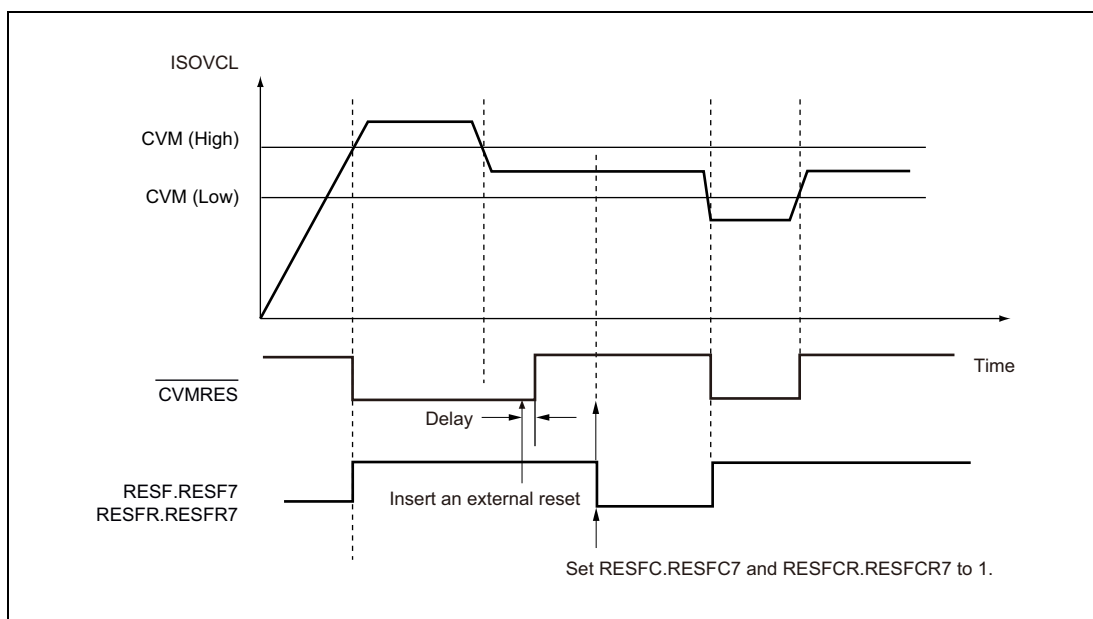 ISOVCL
CVM (High)
CVM (Low)
Time
CVMRES
Delay
Insert an external reset
RESF.RESF7
RESFR.RESFR7
Set RESFC.RESFC7 and RESFCR.RESFCR7 to 1.